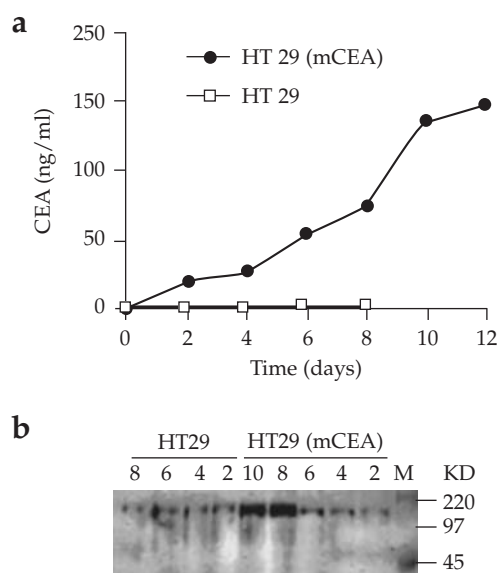 a
250
HT 29 (mCEA)
HT 29
150
100
50
0
CEA (ng/ml)
0 2 4 6 8 10 12
Time (days)
b
HT29 HT29 (mCEA)
8 6 4 2 10 8 6 4 2 M KD
220
97
45